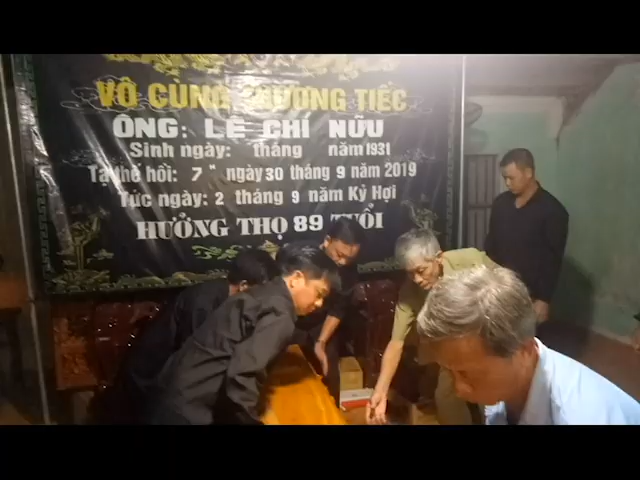 VÔ CÙNG THƯƠNG TIẾC
ÔNG: LÊ CHÍ NỮU
Sinh ngày: tháng năm 1931
Tạ thế hồi: 7 H ngày 30 tháng 9 năm 2019
Tức ngày: 2 tháng 9 năm Kỷ Hợi
HƯỞNG THỌ 89 TUỔI